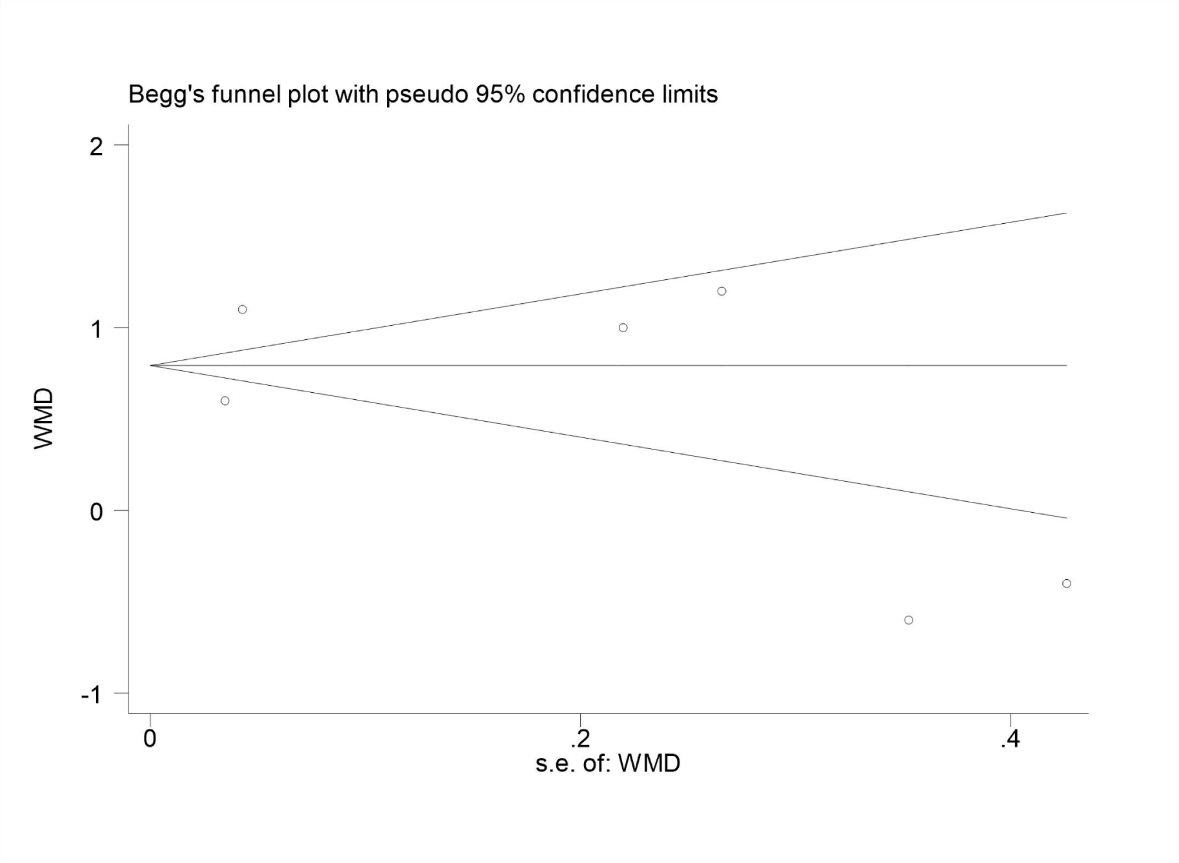 Begg's funnel plot with pseudo 95% confidence limits
2
1
0
-1
WMD
0 .2 .4
s.e. of: WMD